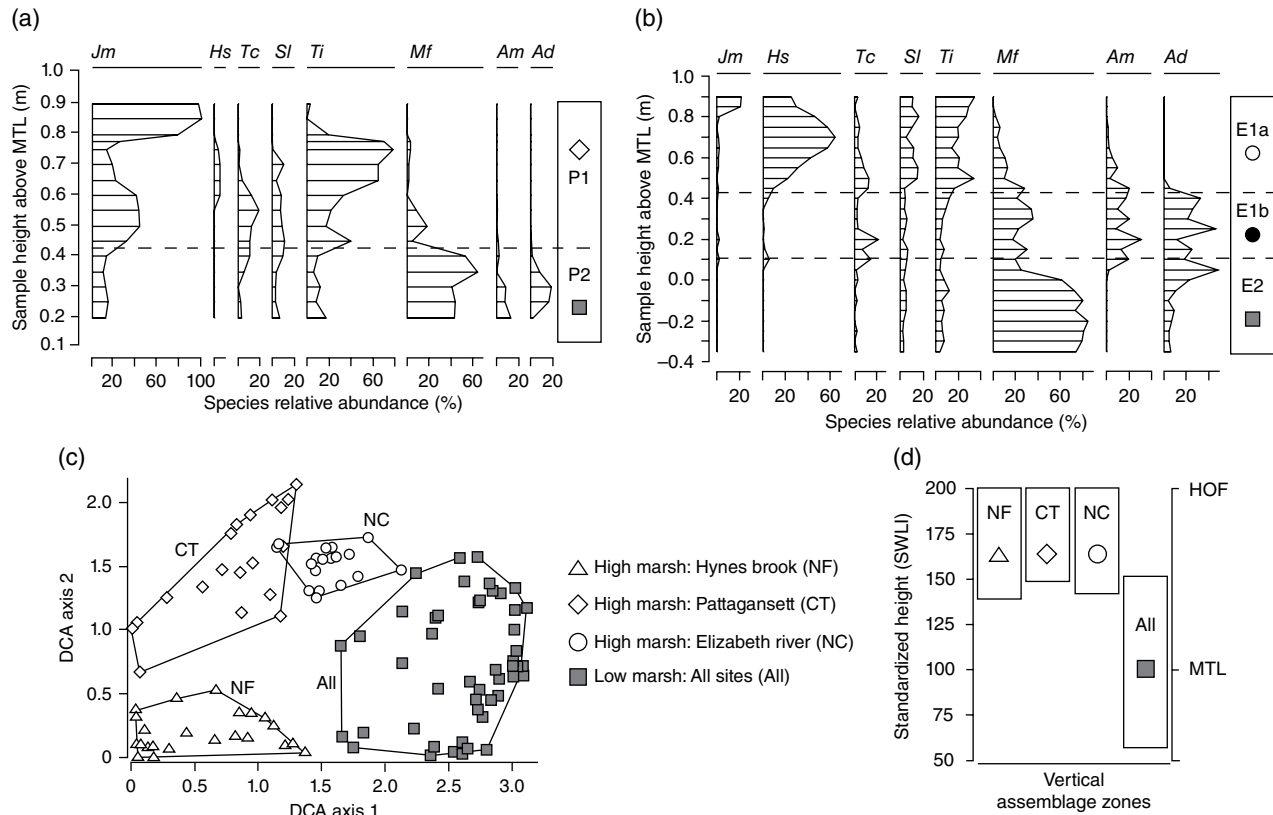 (a)
Jm Hs Tc Sl Ti Mf Am Ad
Sample height above MTL (m)
1.0
0.9
0.8
0.7
0.6
0.5
0.4
0.3
0.2
0.1
P1
P2
20 60 100 20 20 20 60 20 60 20 20
Species relative abundance (%)
(b)
Jm Hs Tc Sl Ti Mf Am Ad
Sample height above MTL (m)
1.0
0.8
0.6
0.4
0.2
0.0
−0.2
−0.4
E1a
E1b
E2
20 20 60 20 20 20 20 60 20 20
Species relative abundance (%)
(c)
DCA axis 2
2.0
1.5
1.0
0.5
0
CT
NC
NF
All
0 0.5 1.0 1.5 2.0 2.5 3.0
DCA axis 1
High marsh: Hynes brook (NF)
High marsh: Pattagansett (CT)
High marsh: Elizabeth river (NC)
Low marsh: All sites (All)
(d)
Standardized height (SWLI)
200
175
150
125
100
75
50
NF CT NC
All
HOF
MTL
Vertical
assemblage zones